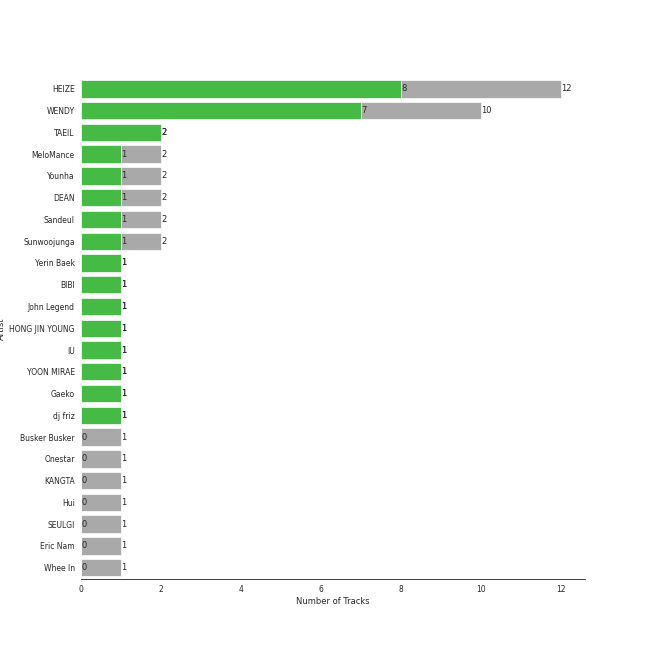 HEIZE 8 12
WENDY 7 10
TAEIL 2
MeloMance 1 2
Younha 1 2
DEAN 1 2
Sandeul 1 2
Sunwoojunga 1 2
Yerin Baek 1
BIBI 1
John Legend 1
HONG JIN YOUNG 1
IU 1
YOON MIRAE 1
Gaeko 1
dj friz 1
Busker Busker 0 1
Onestar 0 1
KANGTA 0 1
Hui 0 1
SEULGI 0 1
Eric Nam 0 1
Whee In 0 1
0 2 4 6 8 10 12
Number of Tracks